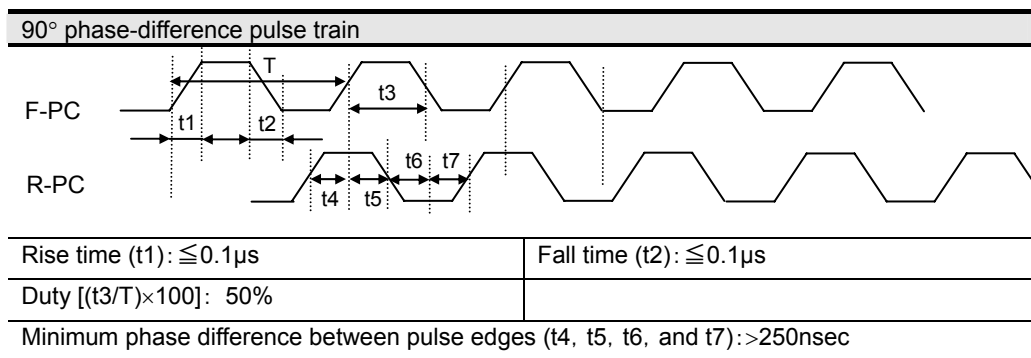 90° phase-difference pulse train
T
F-PC
t3
t1
t2
R-PC
t6
t7
t4
t5
Rise time (t1):≦0.1µs
Fall time (t2):≦0.1µs
Duty [(t3/T)×100]: 50%
Minimum phase difference between pulse edges (t4, t5, t6, and t7):>250nsec